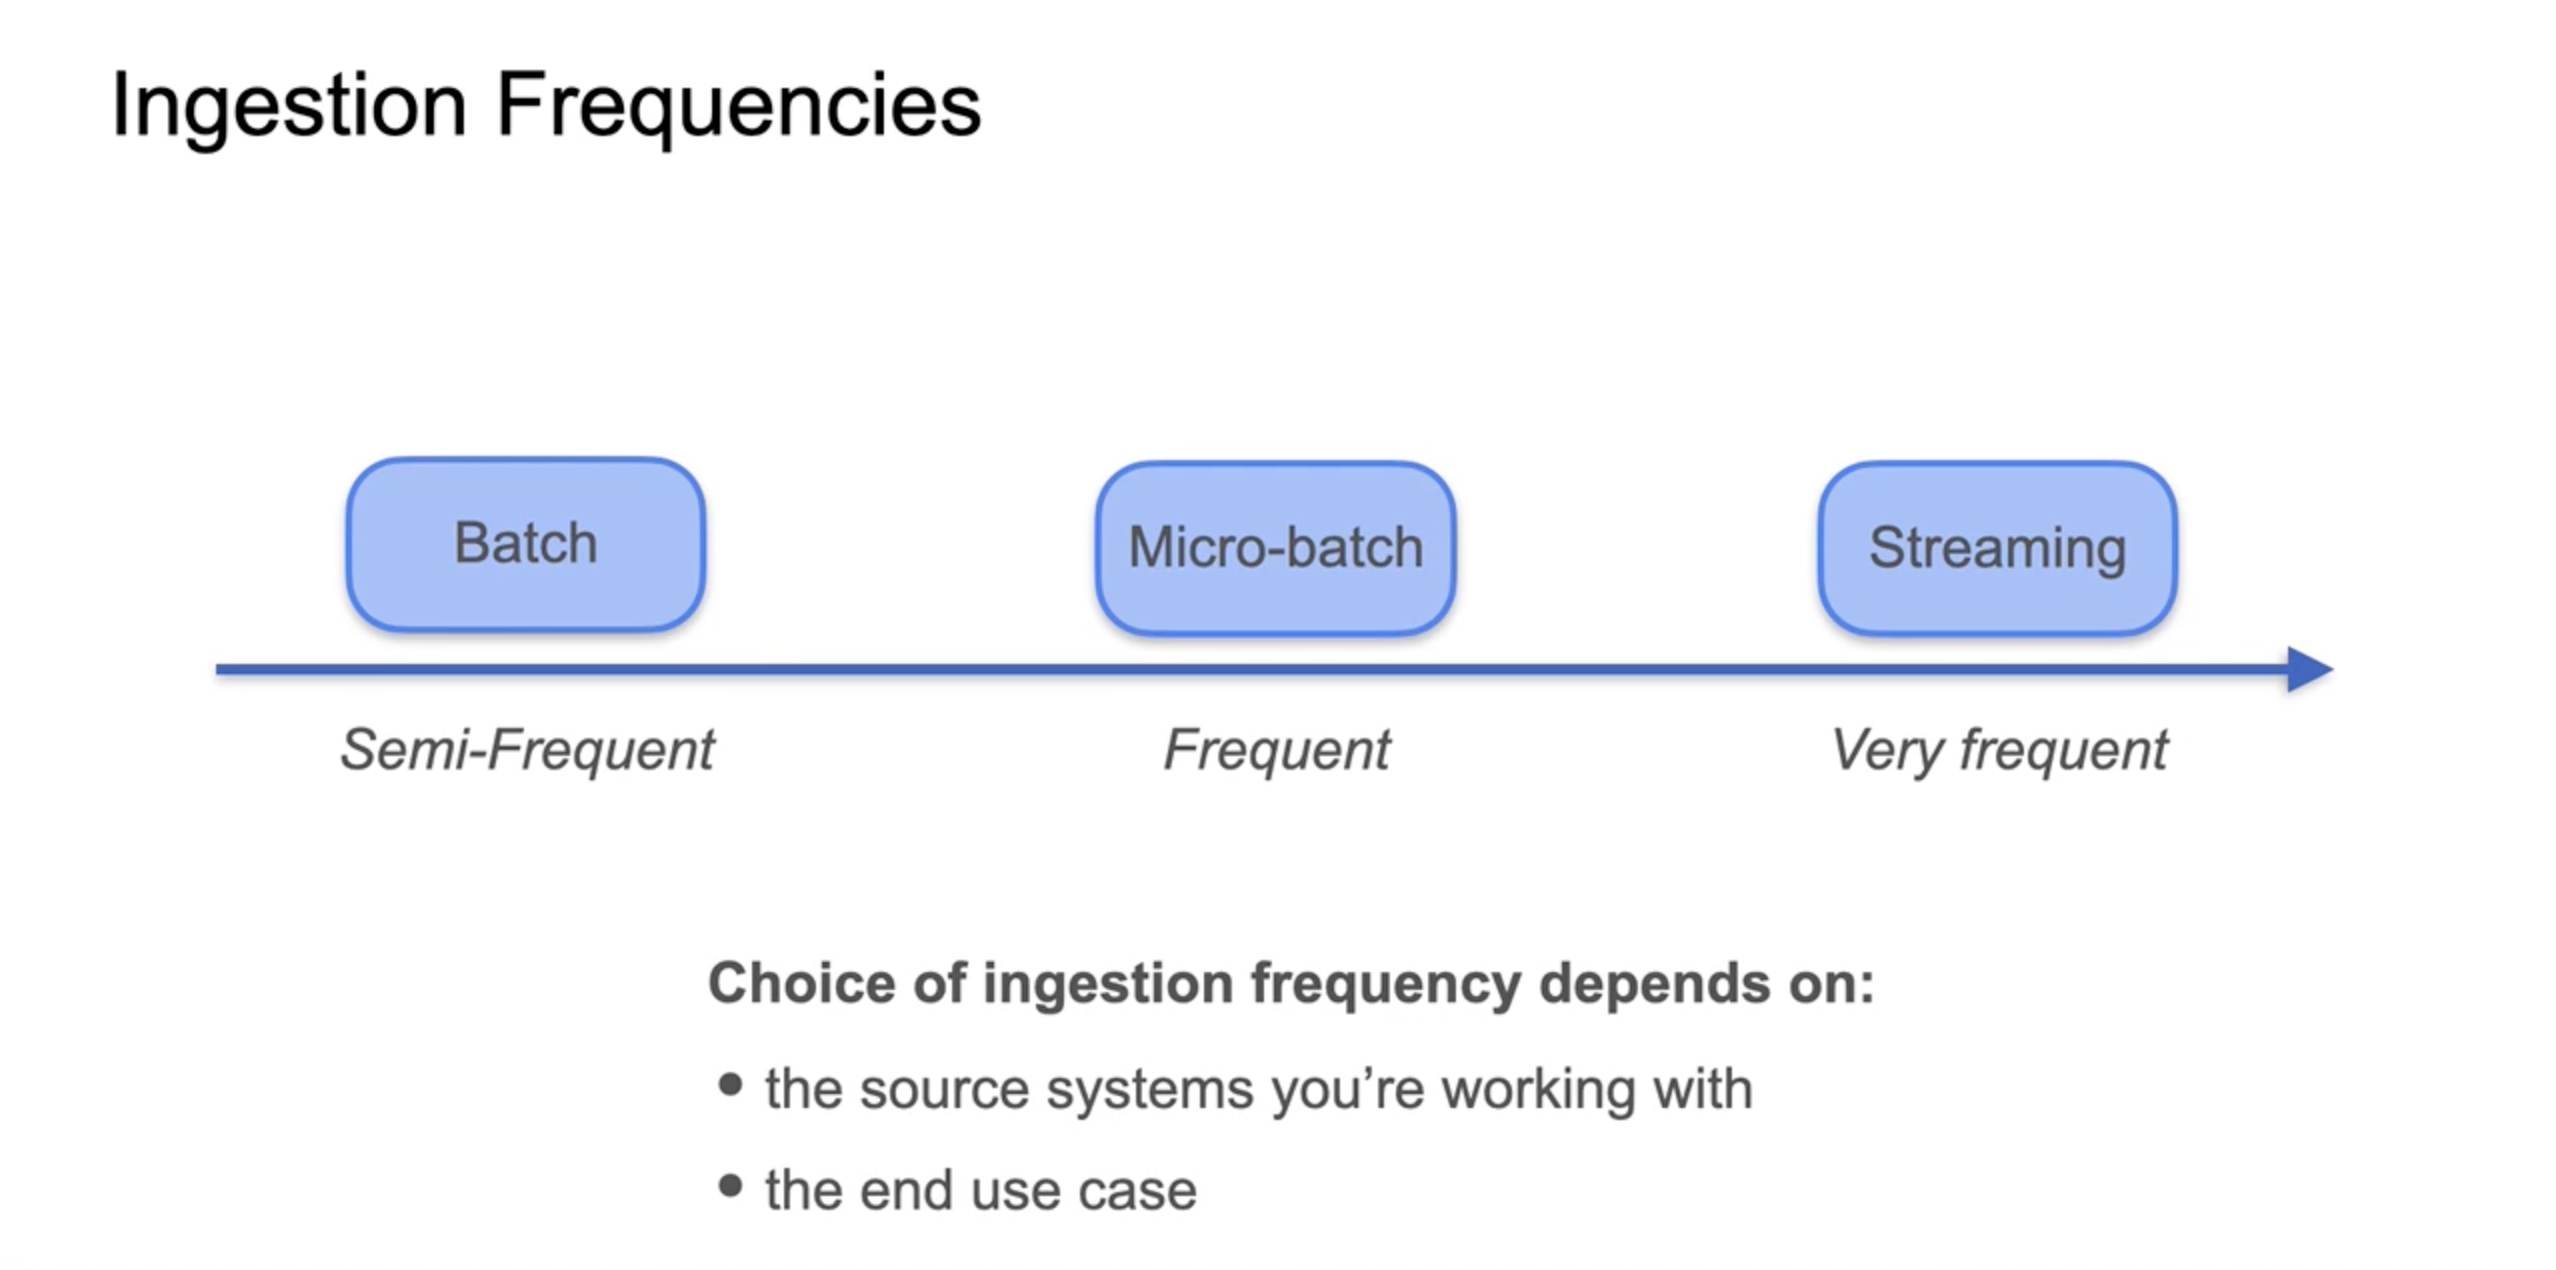 Ingestion Frequencies
Batch
Micro-batch
Streaming
Semi-Frequent
Frequent
Very frequent
Choice of ingestion frequency depends on:
• the source systems you’re working with
• the end use case